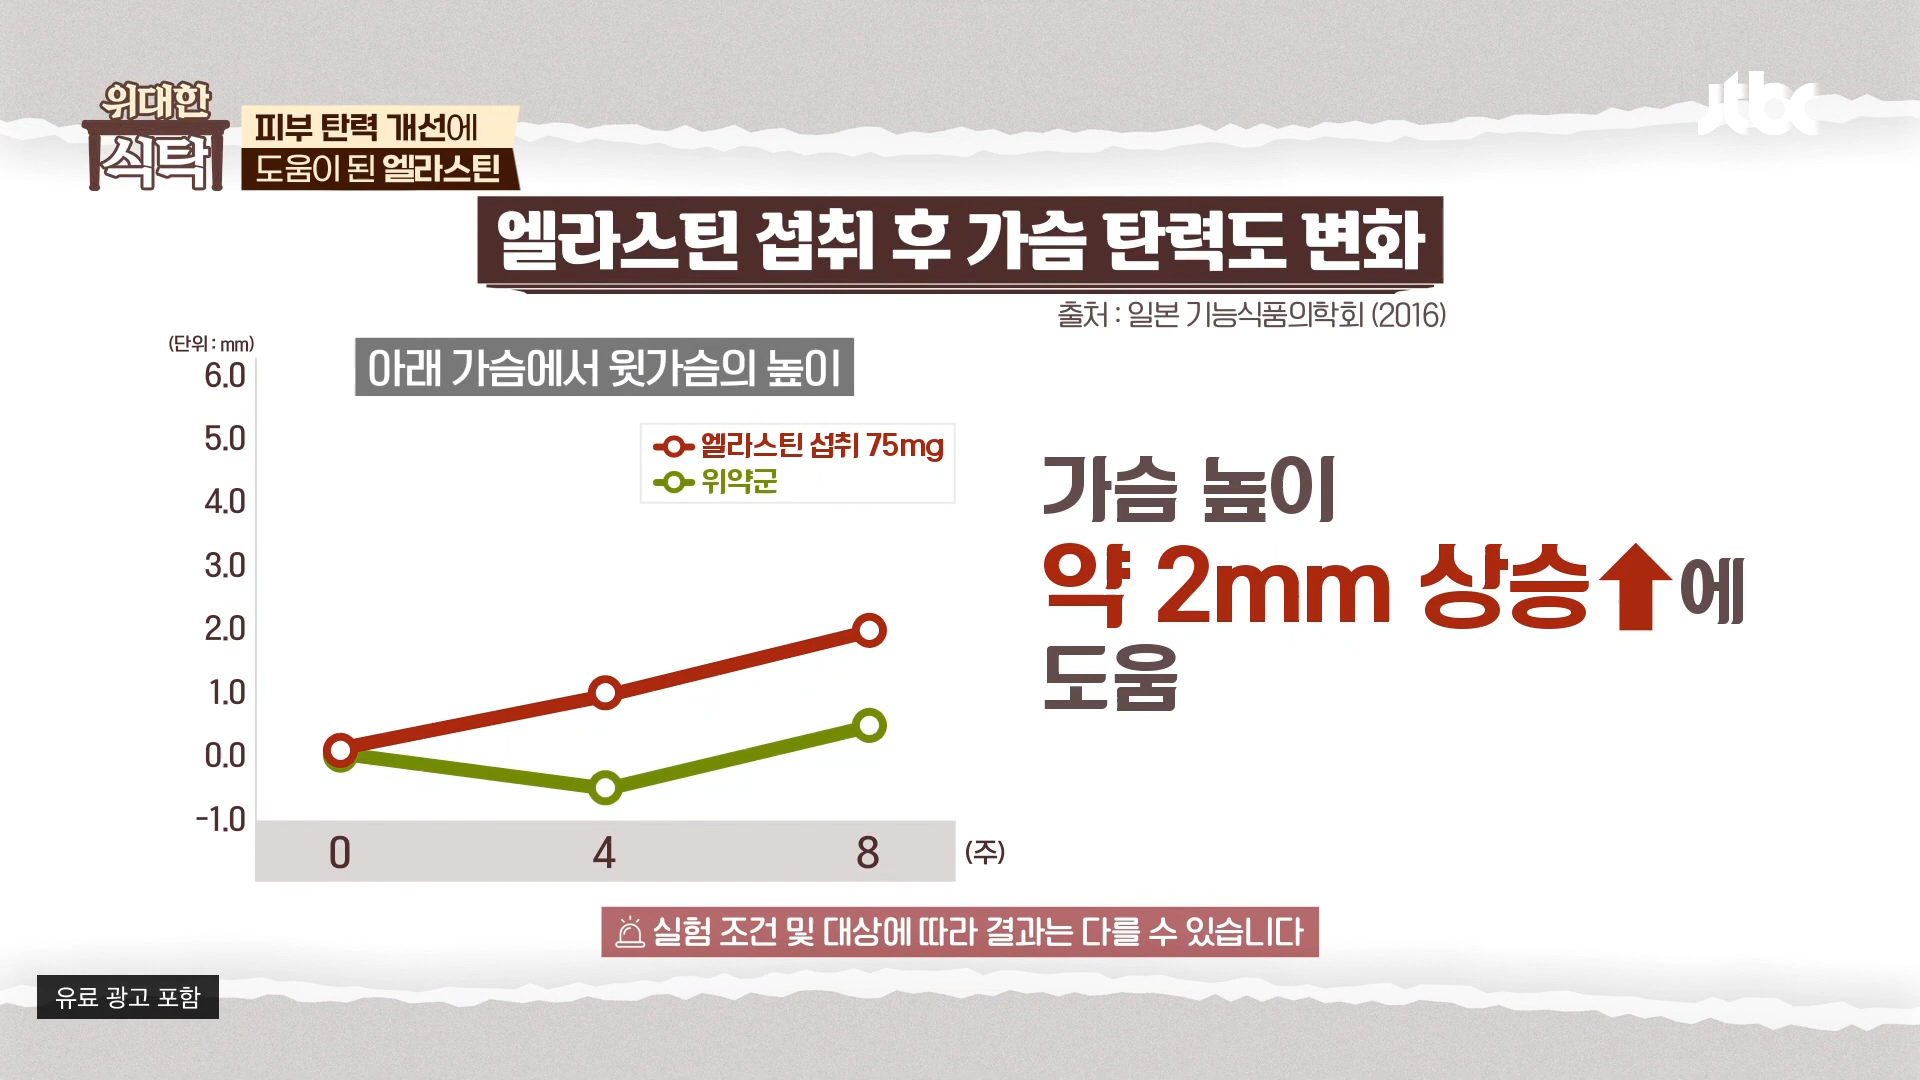 위대한
식탁
피부 탄력 개선에
도움이 된 엘라스틴
jtbc
엘라스틴 섭취 후 가슴 탄력도 변화
출처 : 일본 기능식품의학회 (2016)
(단위 : mm)
아래 가슴에서 윗가슴의 높이
6.0
5.0
4.0
3.0
2.0
1.0
0.0
-1.0
엘라스틴 섭취 75mg
위약군
0 4 8 (주)
가슴 높이
약 2mm 상승에
도움
실험 조건 및 대상에 따라 결과는 다를 수 있습니다
유료 광고 포함